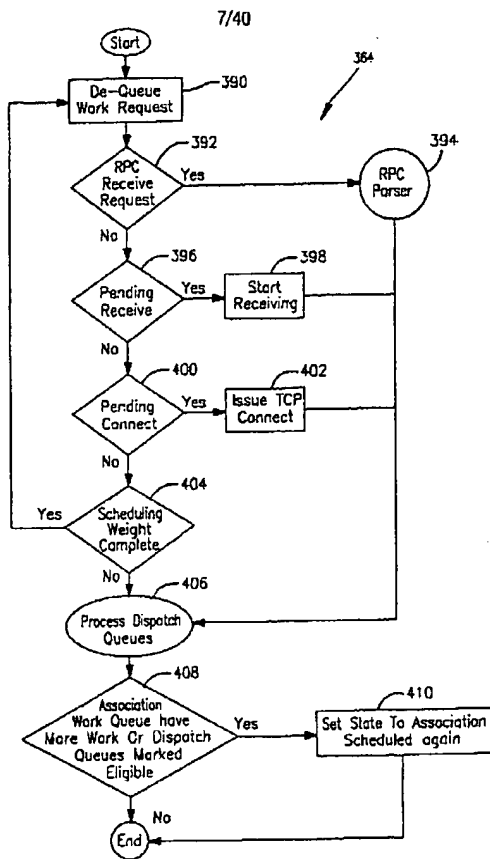 7/40
Start
364
De-Queue
Work Request
390
392
RPC
Receive
Request
Yes
394
RPC
Parser
No
396
Pending
Receive
Yes
398
Start
Receiving
No
400
Pending
Connect
Yes
402
Issue TCP
Connect
No
404
Yes
Scheduling
Weight
Complete
No
406
Process Dispatch
Queues
408
Association
Work Queue have
More Work Or Dispatch
Queues Marked
Eligible
Yes
410
Set State To Association
Scheduled again
No
End